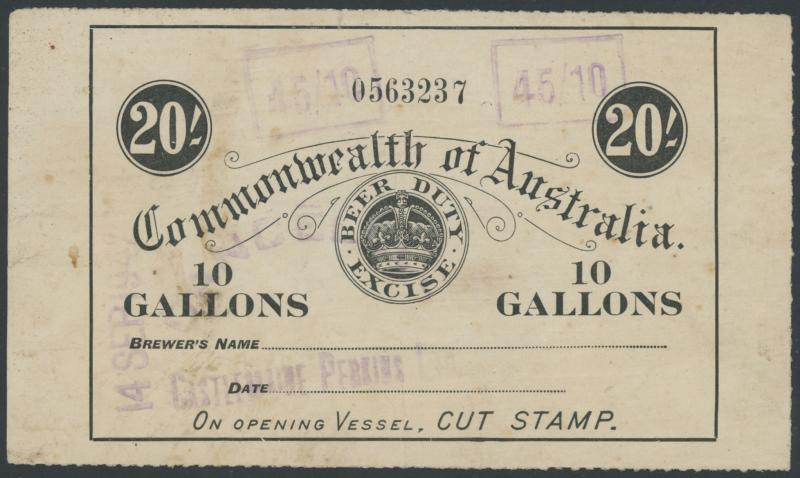 45/10 0563237 45/10
20/- 20/-
Commonwealth of Australia.
BEER DUTY
EXCISE
10 GALLONS
10 GALLONS
BREWER'S NAME
CASTLEMAINE PERKINS
DATE
14 SEP
ON OPENING VESSEL, CUT STAMP.